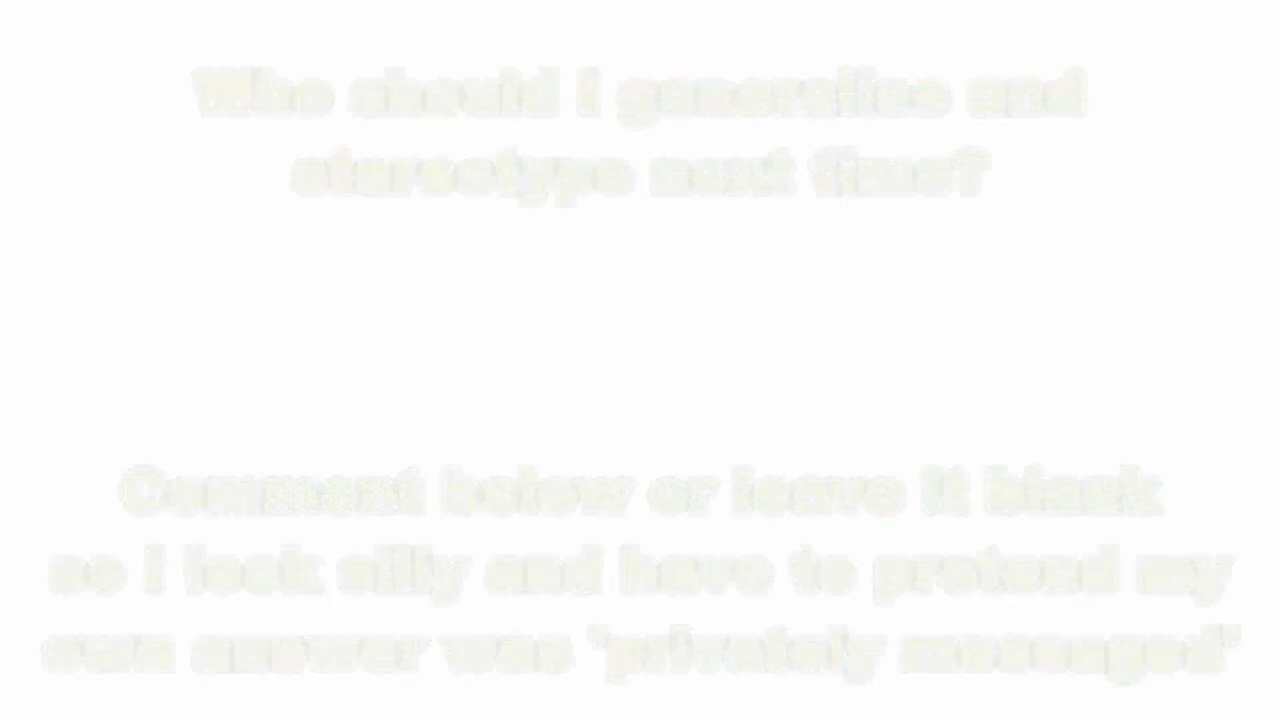 Who should I generalise and
stereotype next time?
Comment below or leave it blank
so I look silly and have to pretend my
own answer was 'privately messaged'